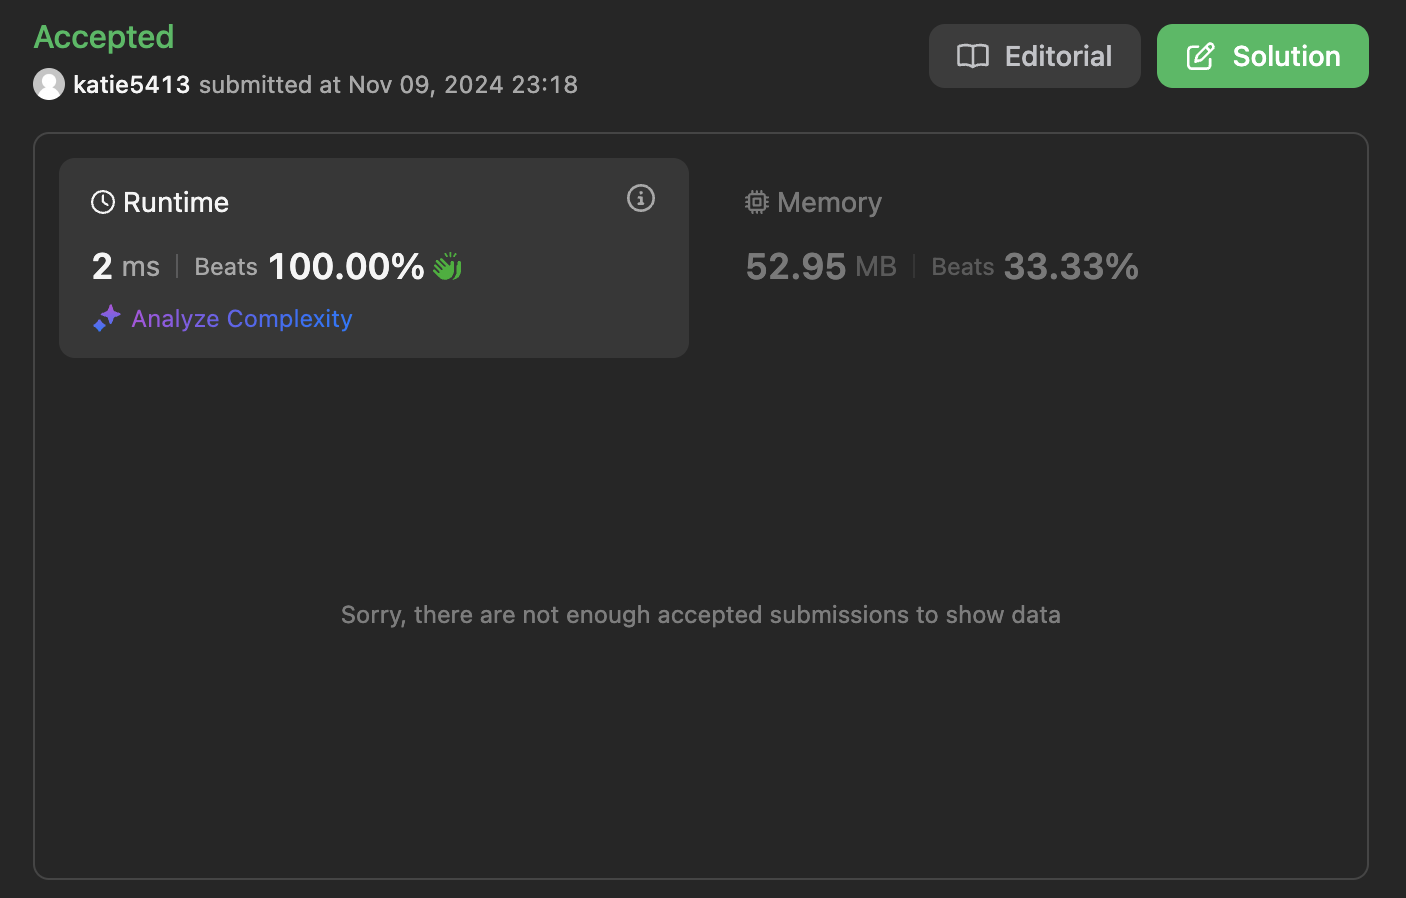 Accepted
katie5413 submitted at Nov 09, 2024 23:18
Editorial
Solution
Runtime
2 ms | Beats 100.00%
Analyze Complexity
Memory
52.95 MB | Beats 33.33%
Sorry, there are not enough accepted submissions to show data